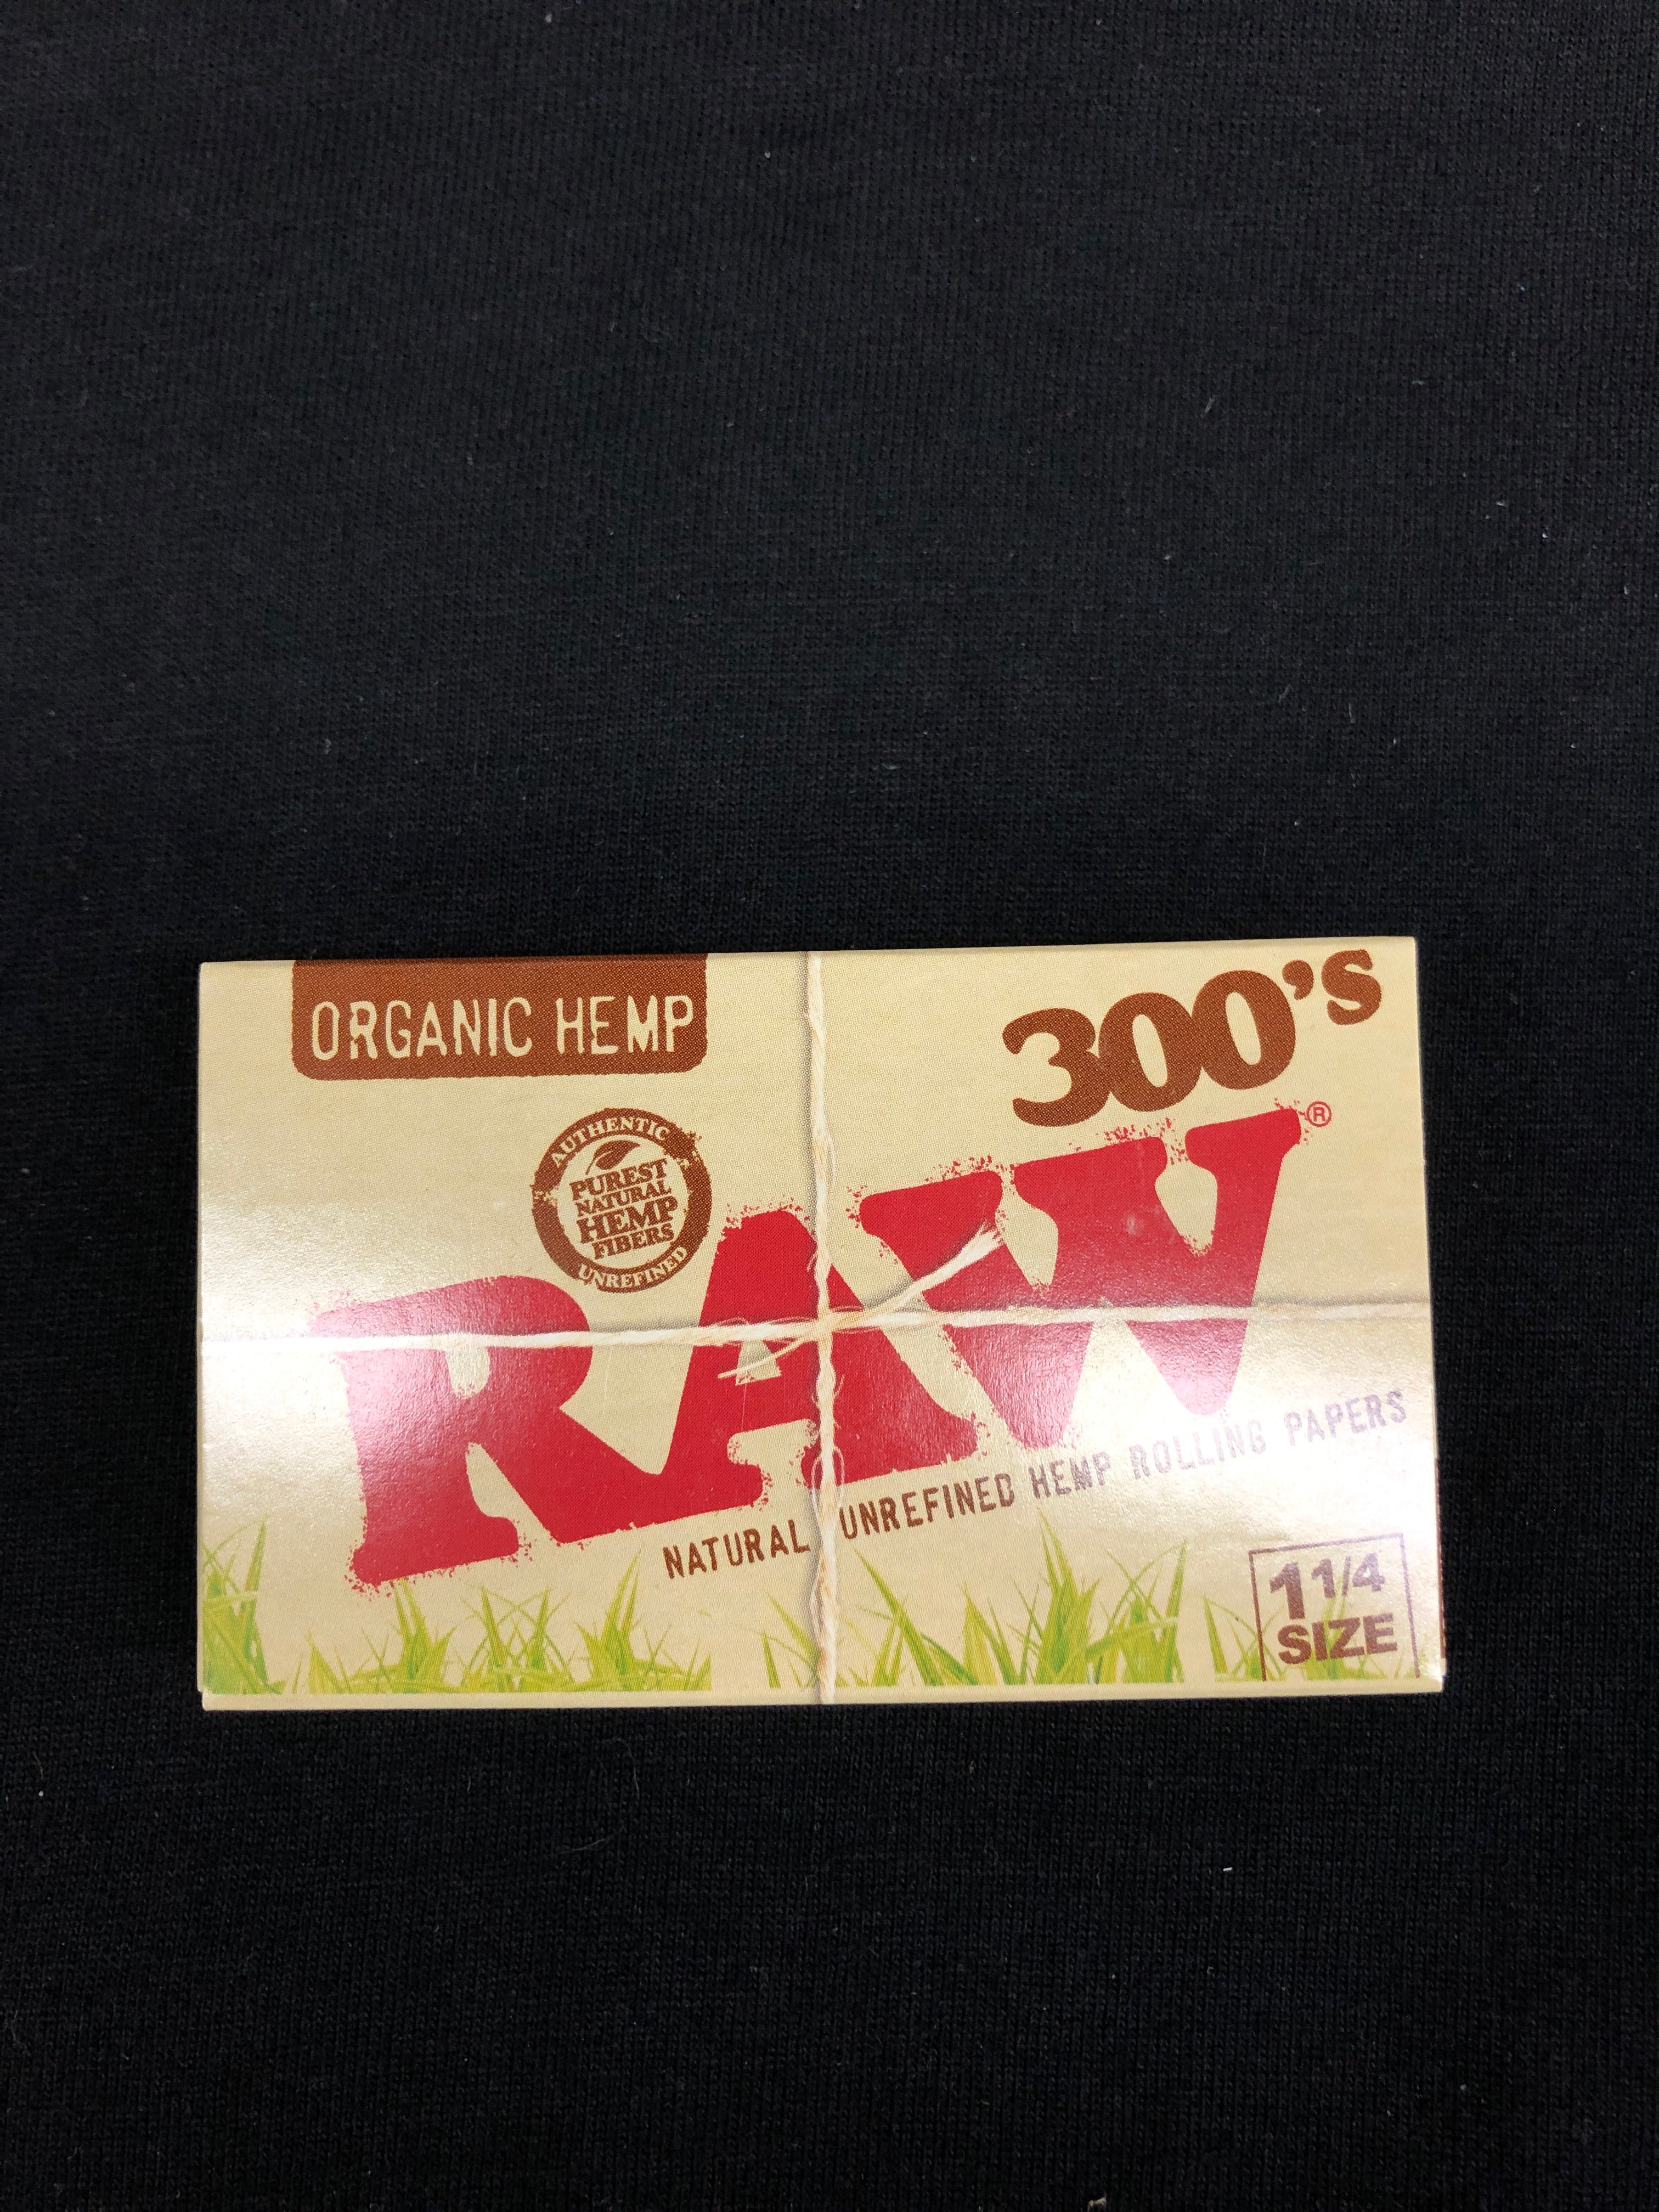 ORGANIC HEMP
300's
AUTHENTIC
PUREST
NATURAL
HEMP
FIBERS
UNREFINED
RAW®
NATURAL UNREFINED HEMP ROLLING PAPERS
1 1/4
SIZE